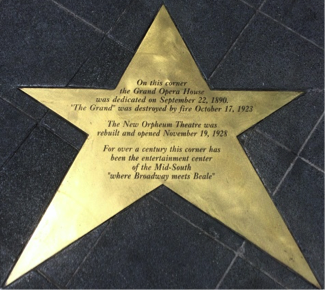 On this corner
the Grand Opera House
was dedicated on September 22, 1890.
"The Grand" was destroyed by fire October 17, 1923
The New Orpheum Theatre was
rebuilt and opened November 19, 1928
For over a century this corner has
been the entertainment center
of the Mid-South
"where Broadway meets Beale"